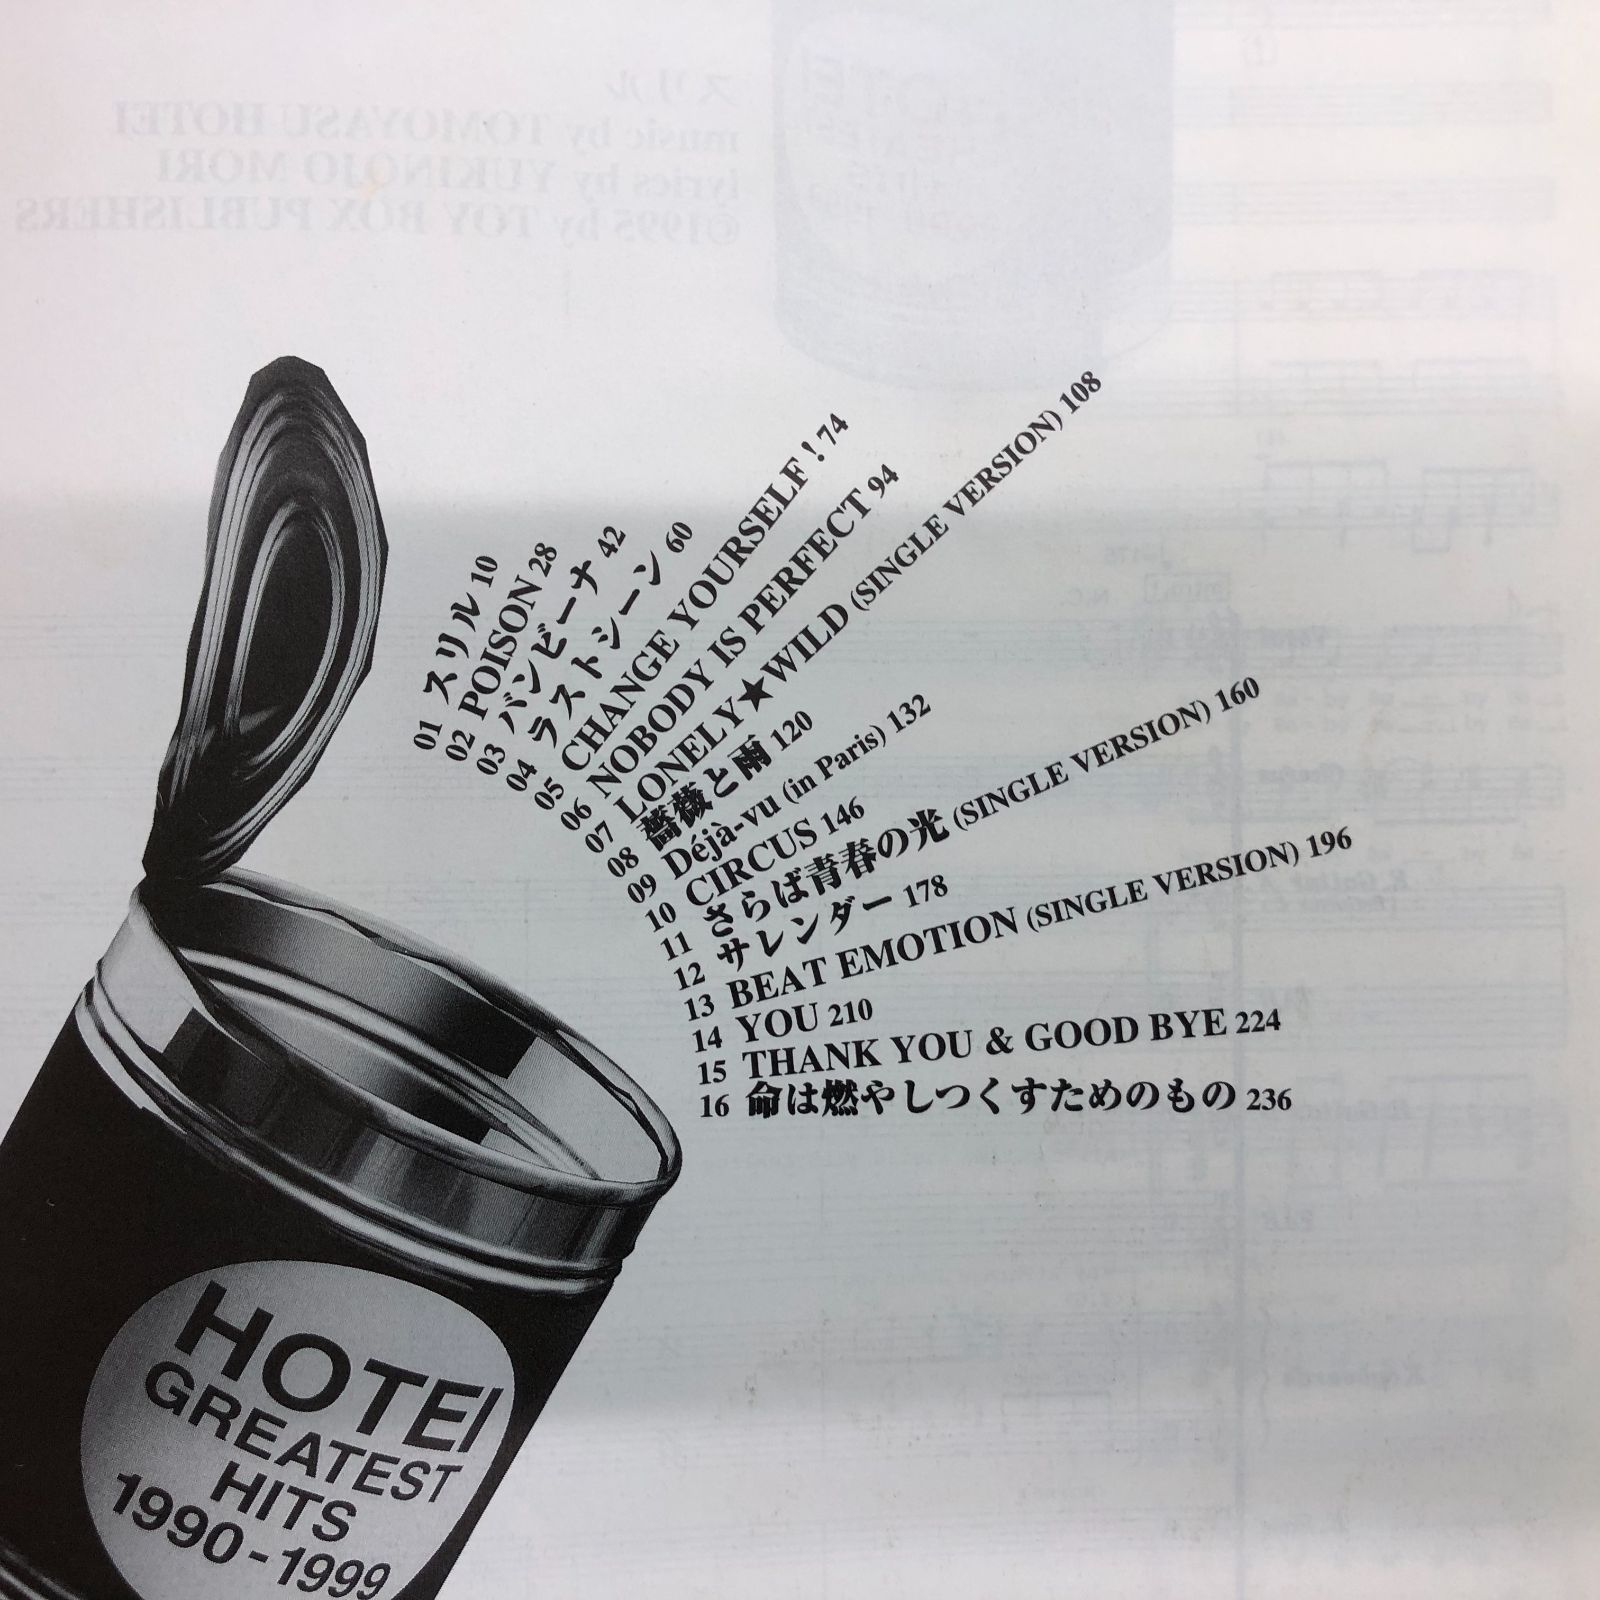 スリル
music by TOMOYASU HOTEI
lyrics by YUKINOJO MORI
©1995 by TOY BOX PUBLISHERS
01 スリル 10
02 POISON 28
03 バンビーナ 42
04 ラストシーン 60
05 CHANGE YOURSELF! 74
06 NOBODY IS PERFECT 94
07 LONELY★WILD (SINGLE VERSION) 108
08 薔薇と雨 120
09 Déjà-vu (in Paris) 132
10 CIRCUS 146
11 さらば青春の光 (SINGLE VERSION) 160
12 サレンダー 178
13 BEAT EMOTION (SINGLE VERSION) 196
14 YOU 210
15 THANK YOU & GOOD BYE 224
16 命は燃やしつくすためのもの 236
HOTEI
GREATEST
HITS
1990-1999